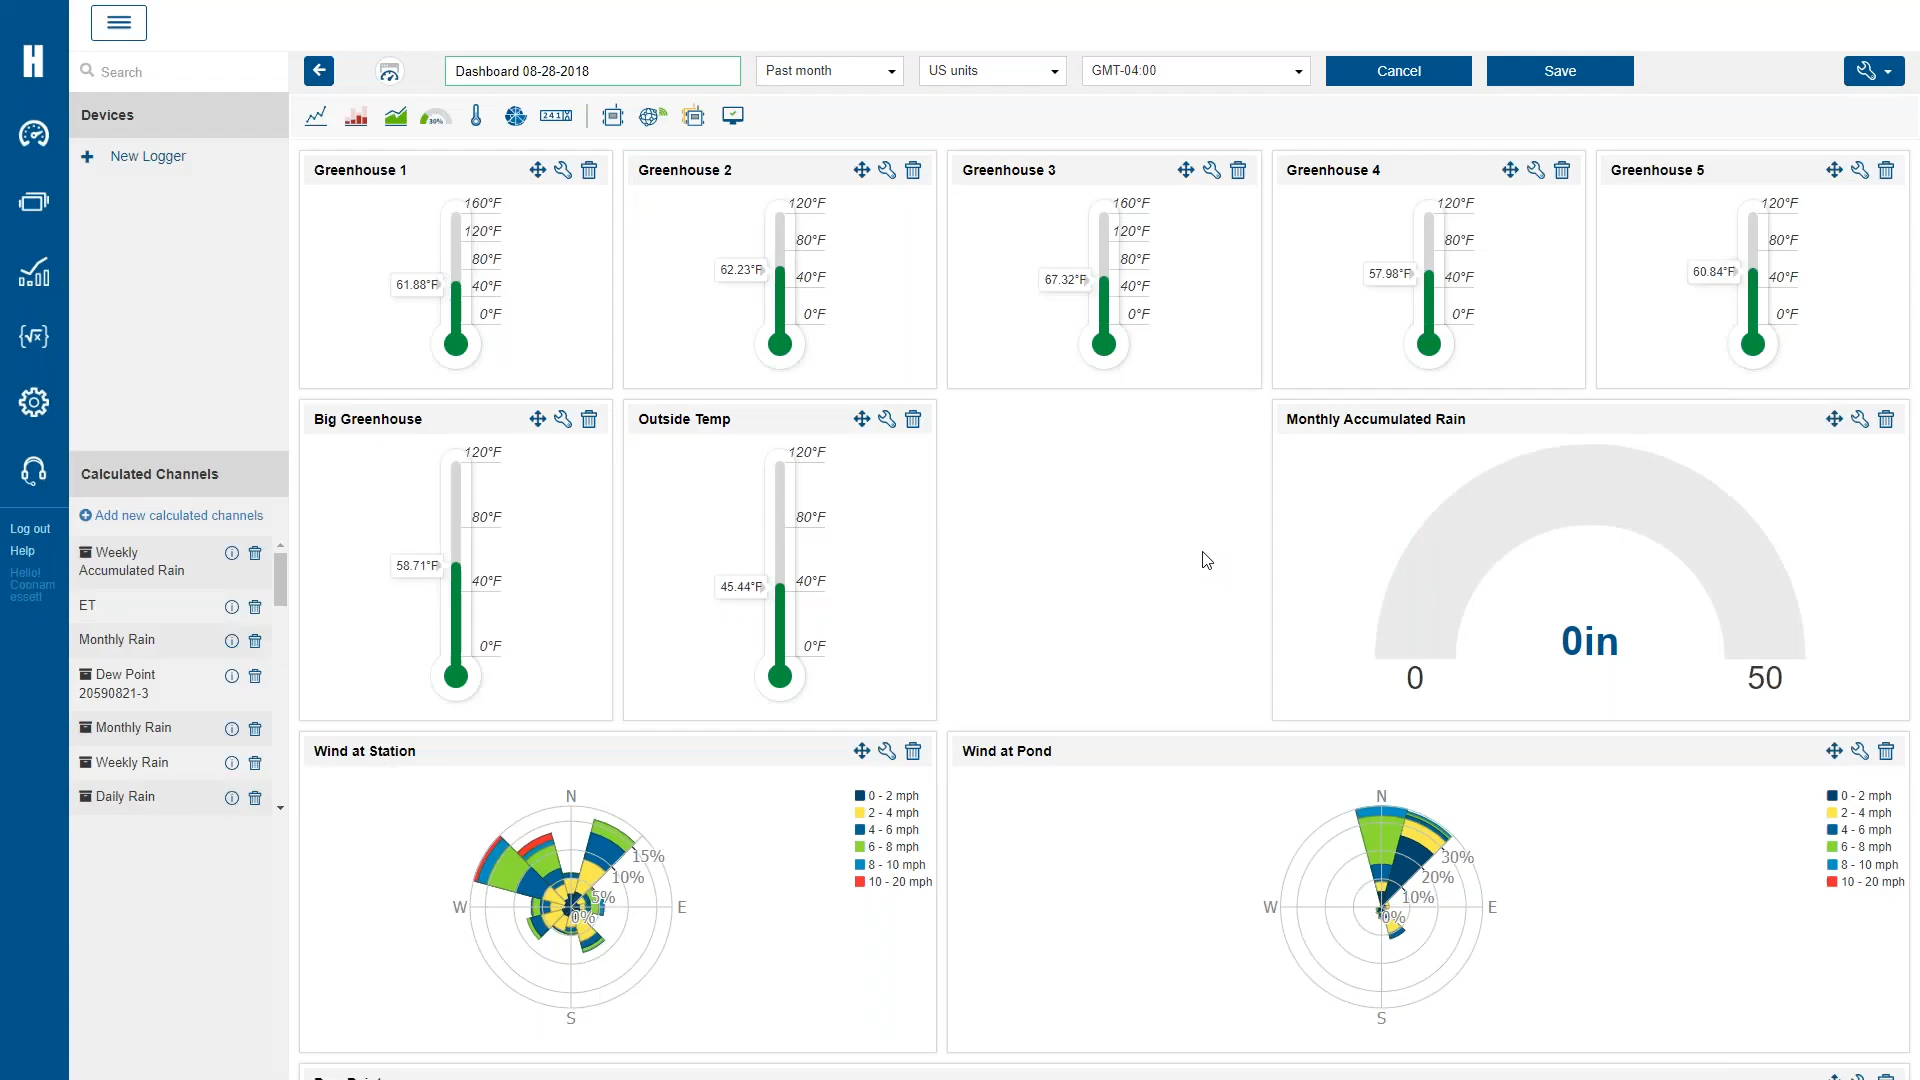 H
Search
Dashboard 08-28-2018
Past month
US units
GMT-04:00
Cancel
Save
Devices
New Logger
30%
241
Greenhouse 1
160°F
120°F
80°F
40°F
0°F
61.88°F
Greenhouse 2
120°F
80°F
40°F
0°F
62.23°F
Greenhouse 3
160°F
120°F
80°F
40°F
0°F
67.32°F
Greenhouse 4
120°F
80°F
40°F
0°F
57.98°F
Greenhouse 5
120°F
80°F
40°F
0°F
60.84°F
Big Greenhouse
120°F
80°F
40°F
0°F
58.71°F
Outside Temp
120°F
80°F
40°F
0°F
45.44°F
Monthly Accumulated Rain
0in
0
50
Log out
Help
Hello!
Coonam
essett
Calculated Channels
Add new calculated channels
Weekly
Accumulated Rain
ET
Monthly Rain
Dew Point
20590821-3
Monthly Rain
Weekly Rain
Daily Rain
Wind at Station
N
W
E
S
15%
10%
5%
0%
0 - 2 mph
2 - 4 mph
4 - 6 mph
6 - 8 mph
8 - 10 mph
10 - 20 mph
Wind at Pond
N
W
E
S
30%
20%
10%
0%
0 - 2 mph
2 - 4 mph
4 - 6 mph
6 - 8 mph
8 - 10 mph
10 - 20 mph